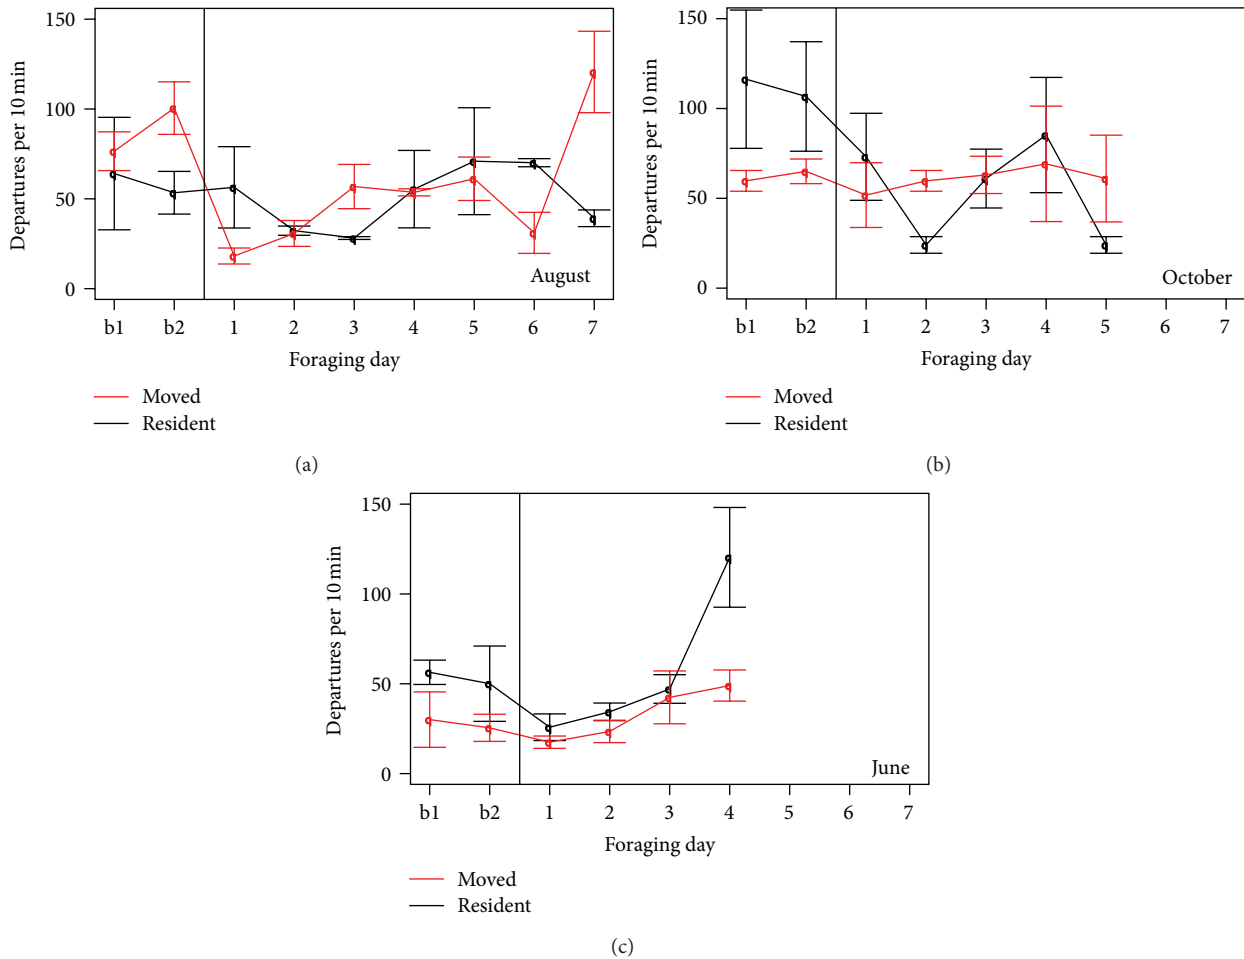 150
100
50
0
Departures per 10 min
August
b1 b2 1 2 3 4 5 6 7
Foraging day
Moved
Resident
(a)
150
100
50
0
Departures per 10 min
October
b1 b2 1 2 3 4 5 6 7
Foraging day
Moved
Resident
(b)
150
100
50
0
Departures per 10 min
June
b1 b2 1 2 3 4 5 6 7
Foraging day
Moved
Resident
(c)